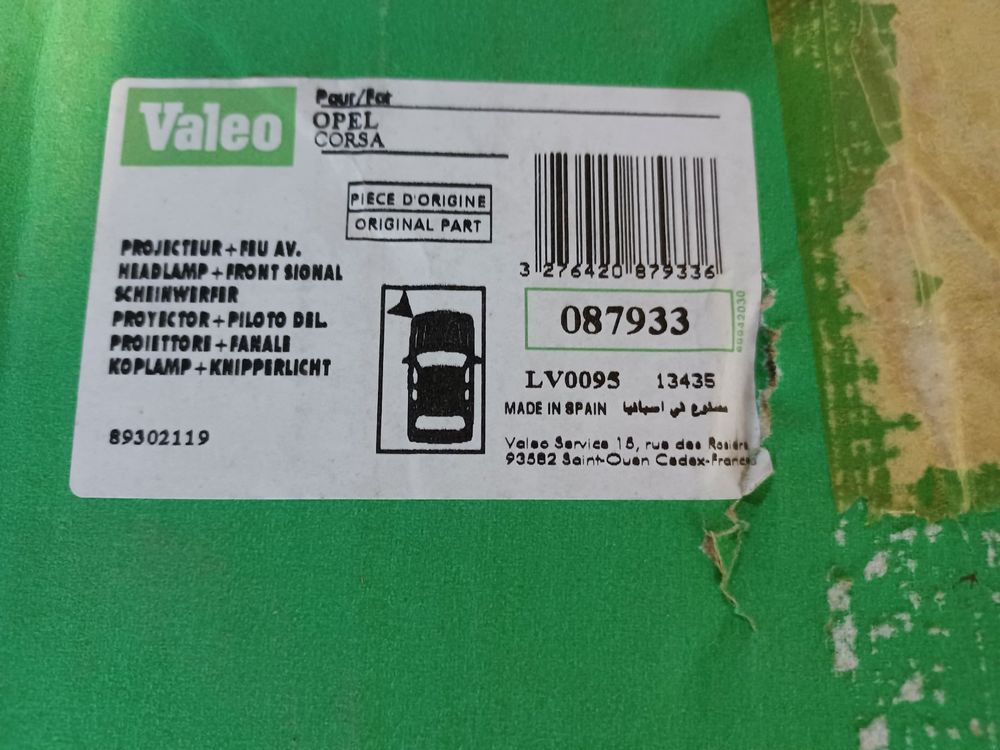 Valeo
Pour/For
OPEL
CORSA
PIECE D'ORIGINE
ORIGINAL PART
PROJECTEUR+FEU AV.
HEADLAMP+FRONT SIGNAL
SCHEINWERFER
PROYECTOR+PILOTO DEL.
PROIETTORE+FANALE
KOPLAMP+KNIPPERLICHT
89302119
3 276420 879336
087933
LV0095 13435
MADE IN SPAIN مصنوع في اسبانيا
Valeo Service 15, rue des Rosiers
93582 Saint-Ouen Cedex-France